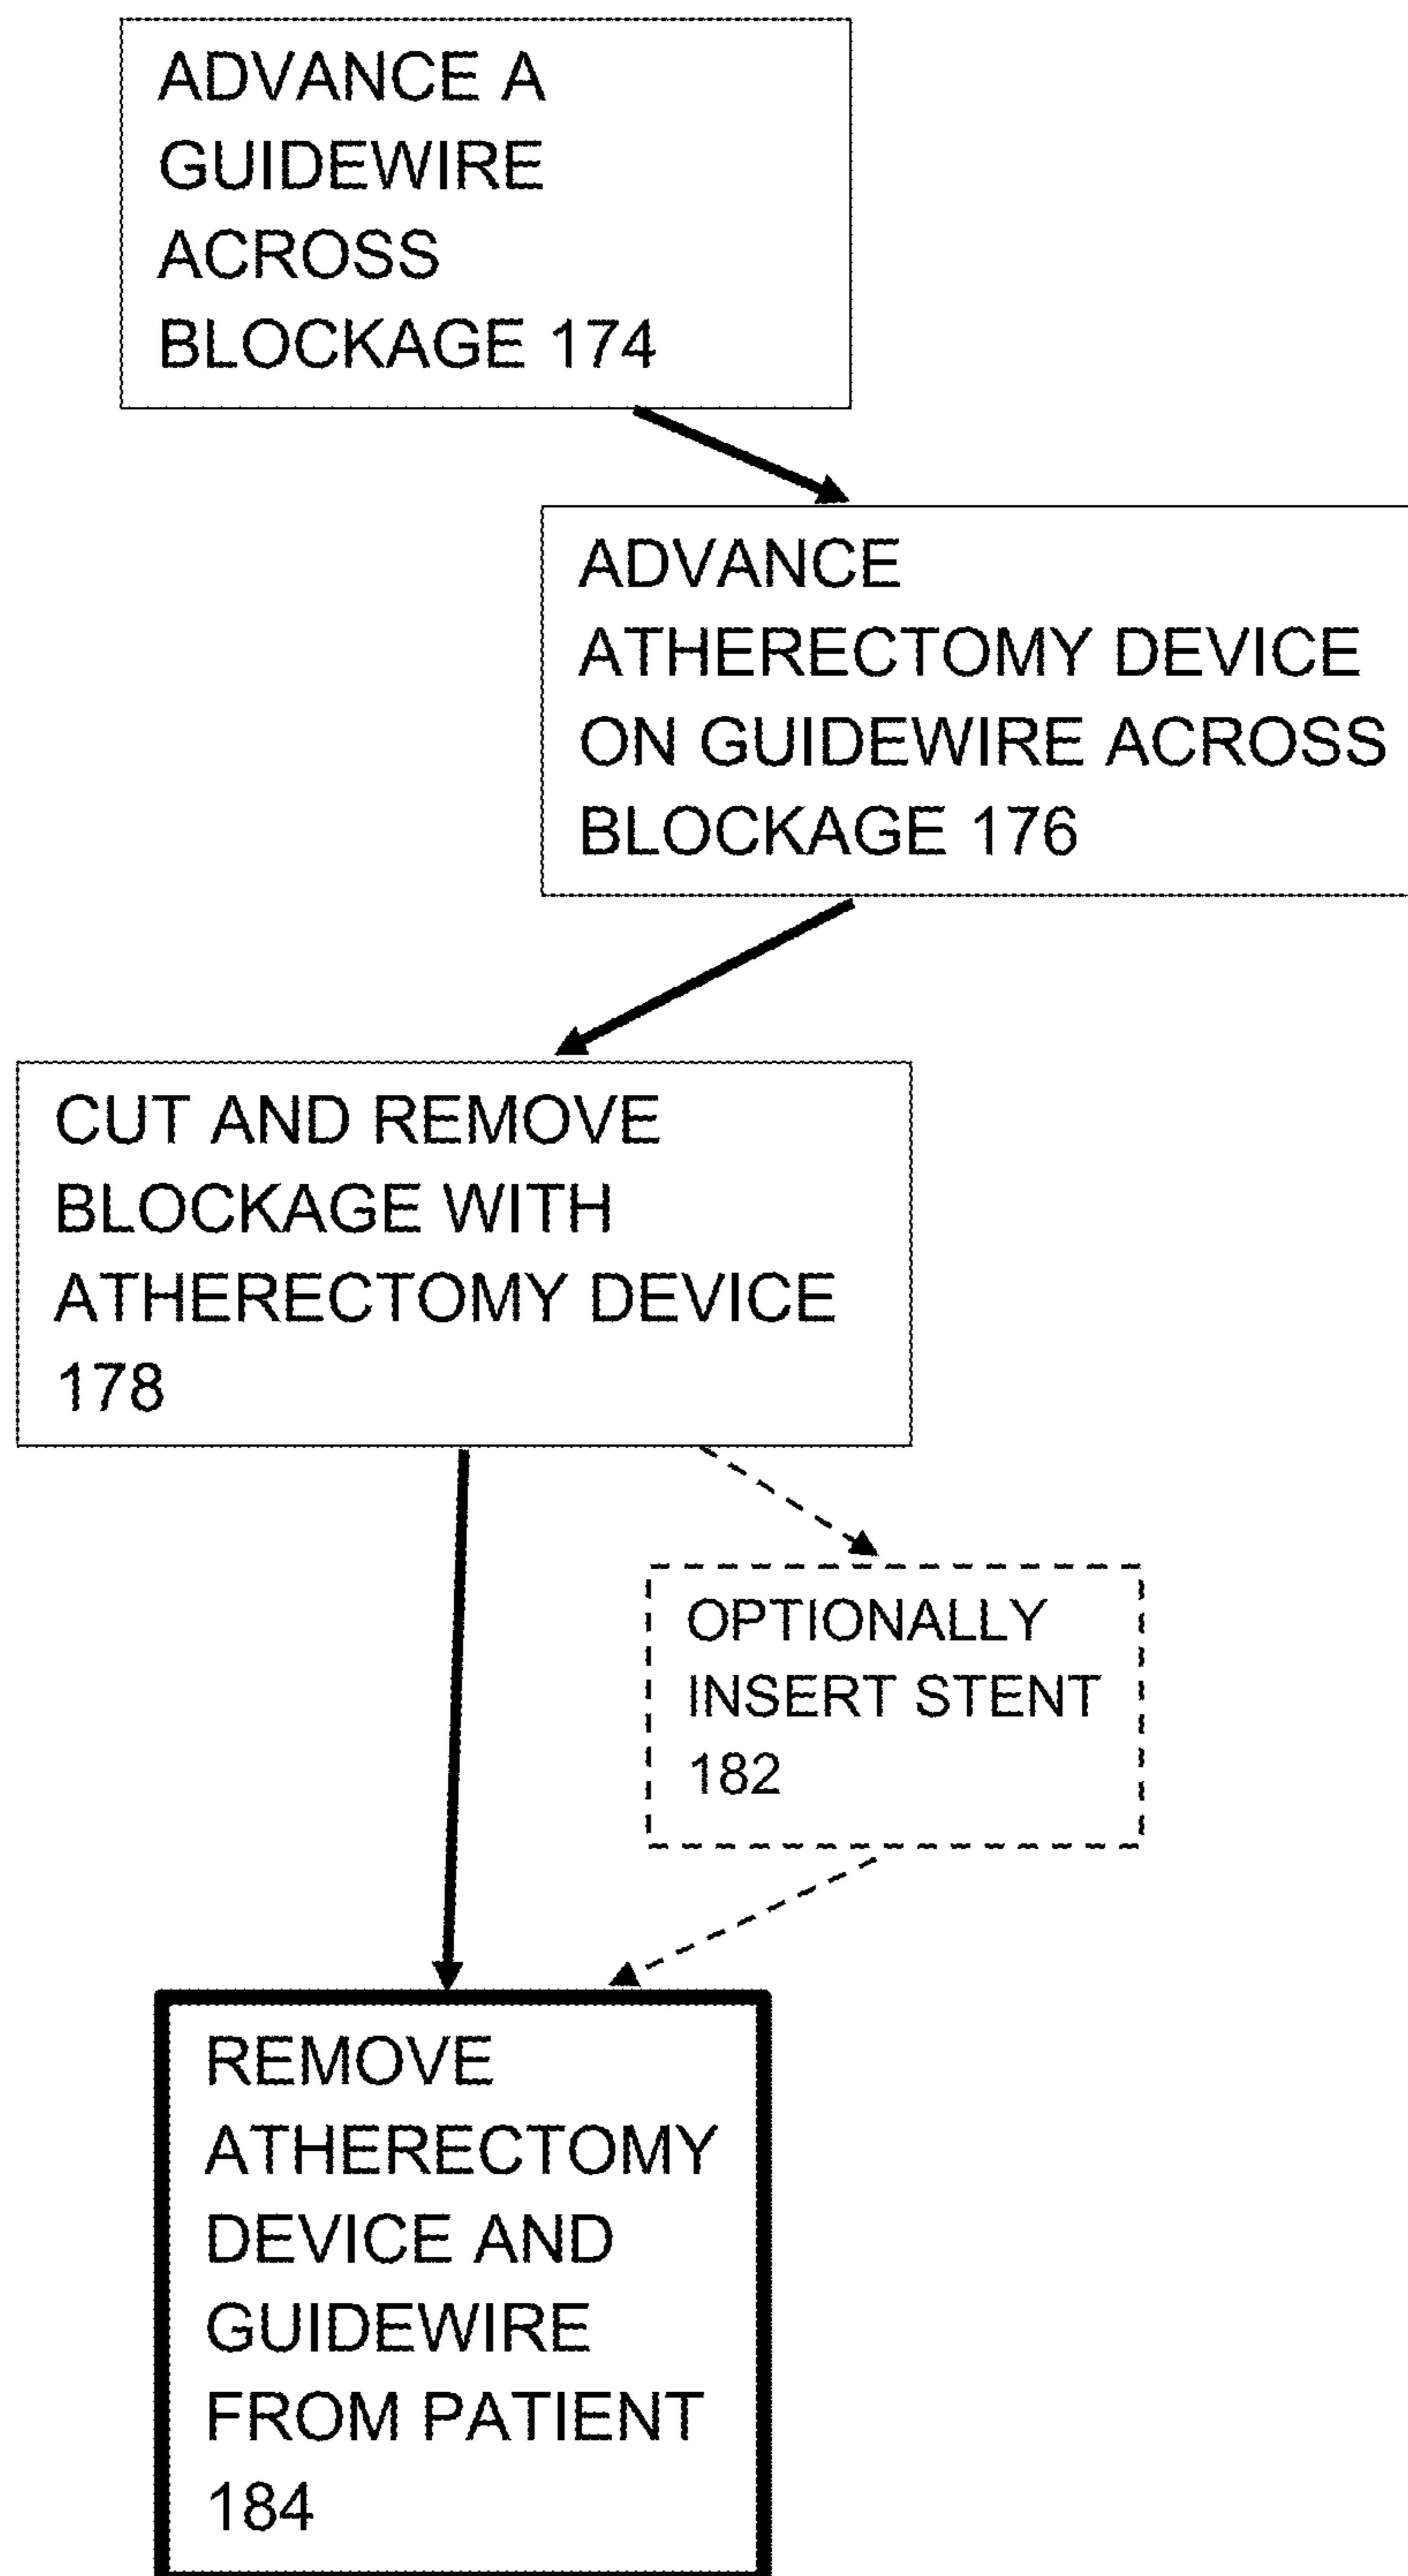 ADVANCE A
GUIDEWIRE
ACROSS
BLOCKAGE 174
ADVANCE
ATHERECTOMY DEVICE
ON GUIDEWIRE ACROSS
BLOCKAGE 176
CUT AND REMOVE
BLOCKAGE WITH
ATHERECTOMY DEVICE
178
OPTIONALLY
INSERT STENT
182
REMOVE
ATHERECTOMY
DEVICE AND
GUIDEWIRE
FROM PATIENT
184